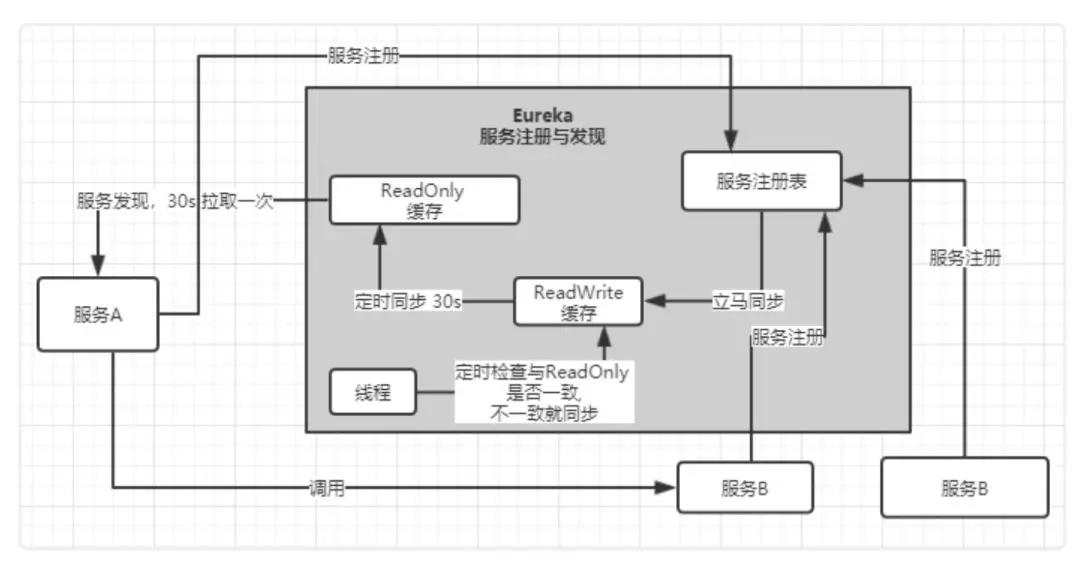 服务注册
Eureka
服务注册与发现
服务发现，30s 拉取一次
ReadOnly
缓存
服务注册表
服务注册
服务A
定时同步 30s
ReadWrite
缓存
立马同步
服务注册
线程
定时检查与ReadOnly
是否一致,
不一致就同步
调用
服务B
服务B